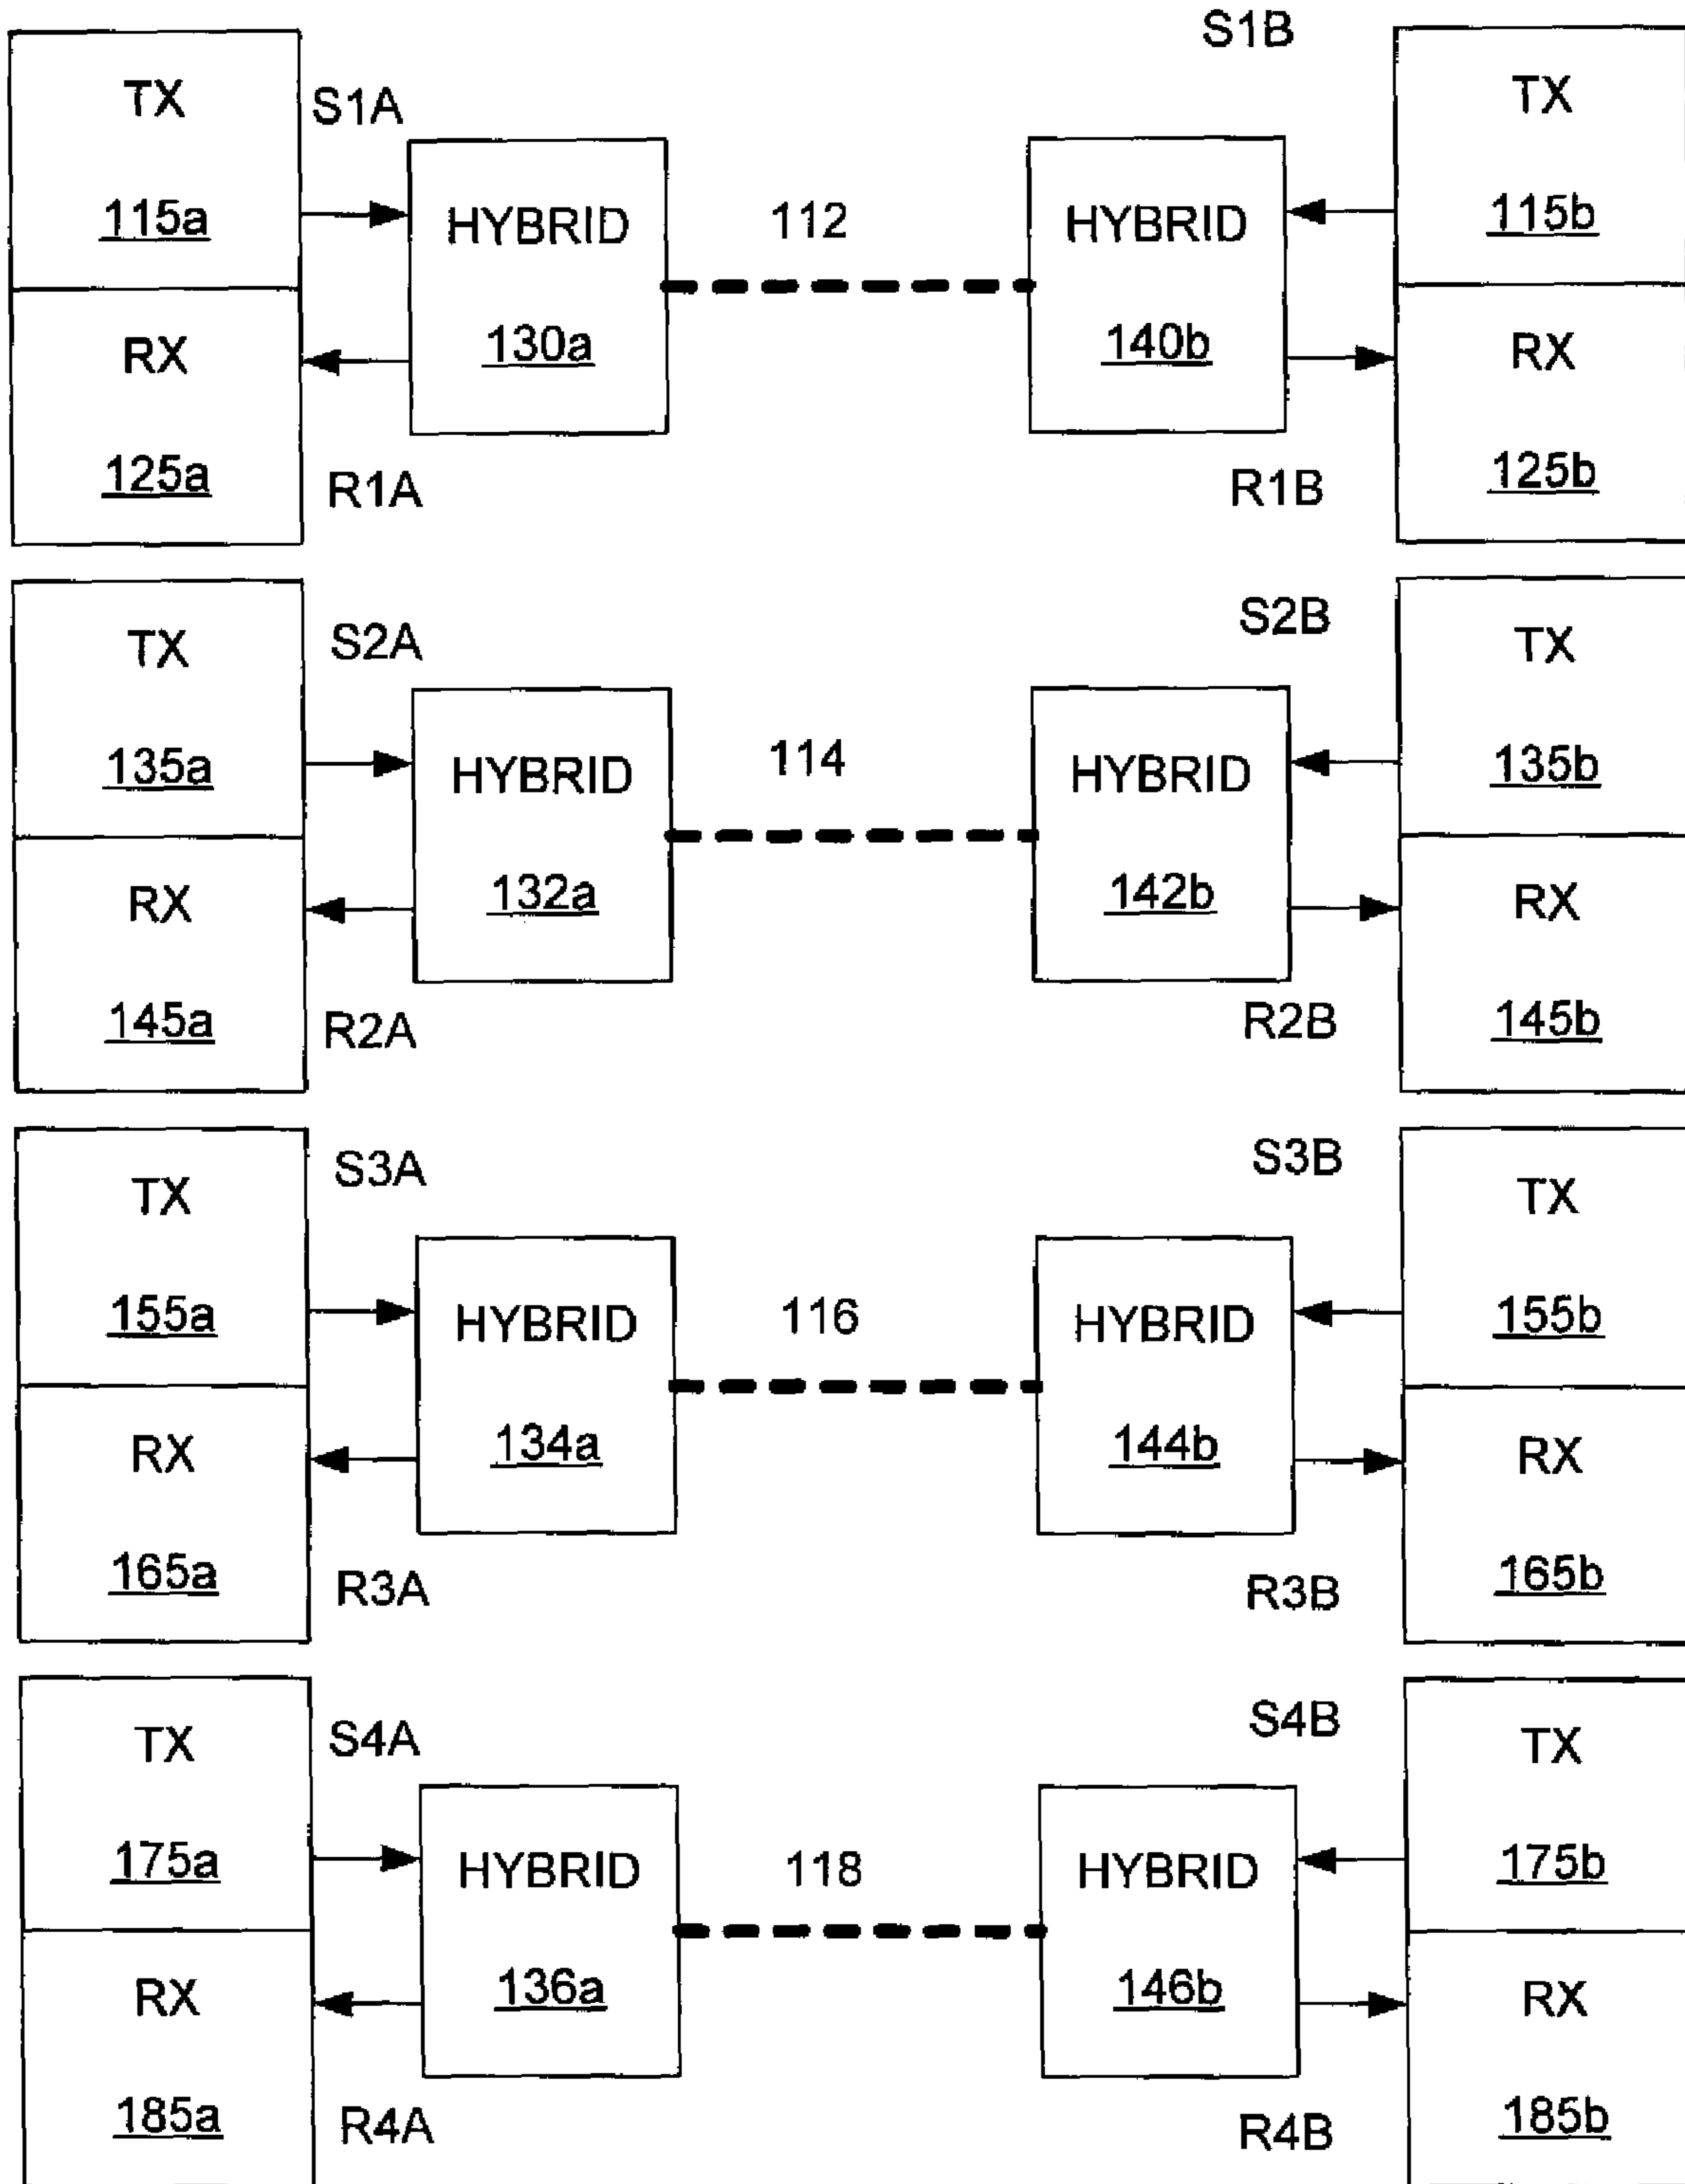 S1B
TX
S1A
TX
115a
HYBRID
112
HYBRID
115b
RX
130a
140b
RX
125a
R1A
R1B
125b
TX
S2A
S2B
TX
135a
HYBRID
114
HYBRID
135b
RX
132a
142b
RX
145a
R2A
R2B
145b
TX
S3A
S3B
TX
155a
HYBRID
116
HYBRID
155b
RX
134a
144b
RX
165a
R3A
R3B
165b
TX
S4A
S4B
TX
175a
HYBRID
118
HYBRID
175b
RX
136a
146b
RX
185a
R4A
R4B
185b